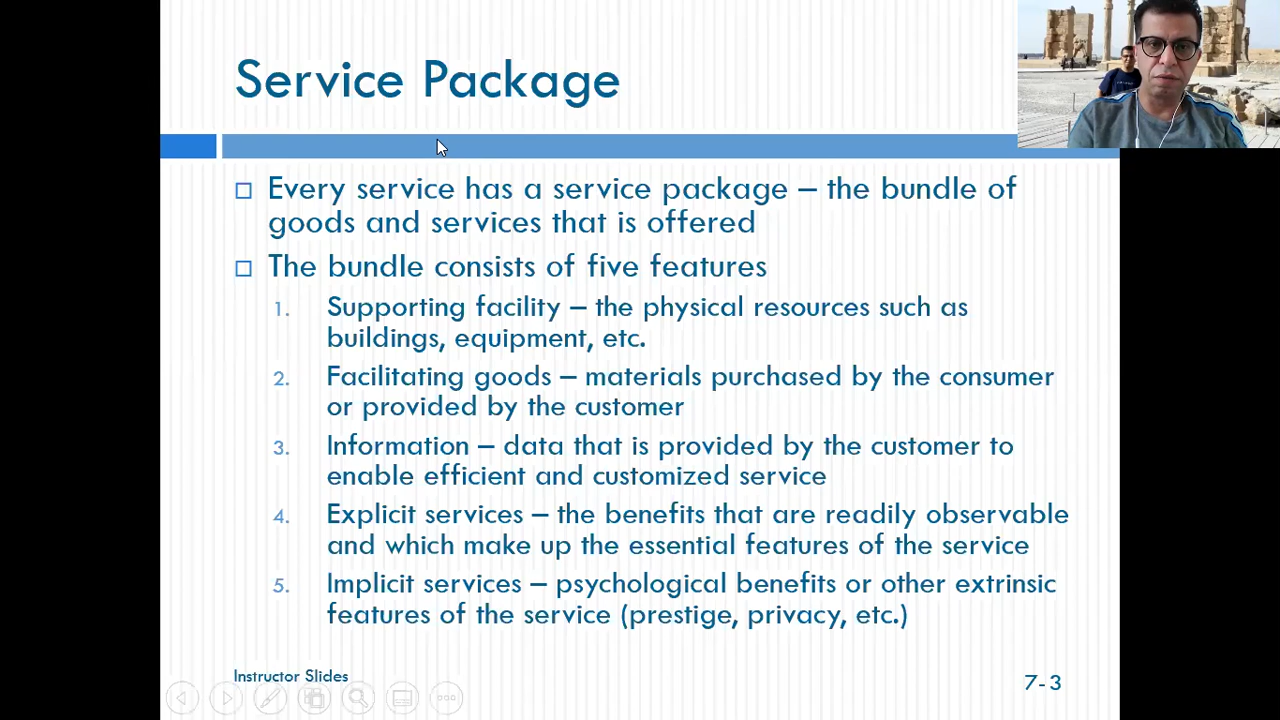 Service Package
Every service has a service package – the bundle of
goods and services that is offered
The bundle consists of five features
1. Supporting facility – the physical resources such as
buildings, equipment, etc.
2. Facilitating goods – materials purchased by the consumer
or provided by the customer
3. Information – data that is provided by the customer to
enable efficient and customized service
4. Explicit services – the benefits that are readily observable
and which make up the essential features of the service
5. Implicit services – psychological benefits or other extrinsic
features of the service (prestige, privacy, etc.)
Instructor Slides
7-3